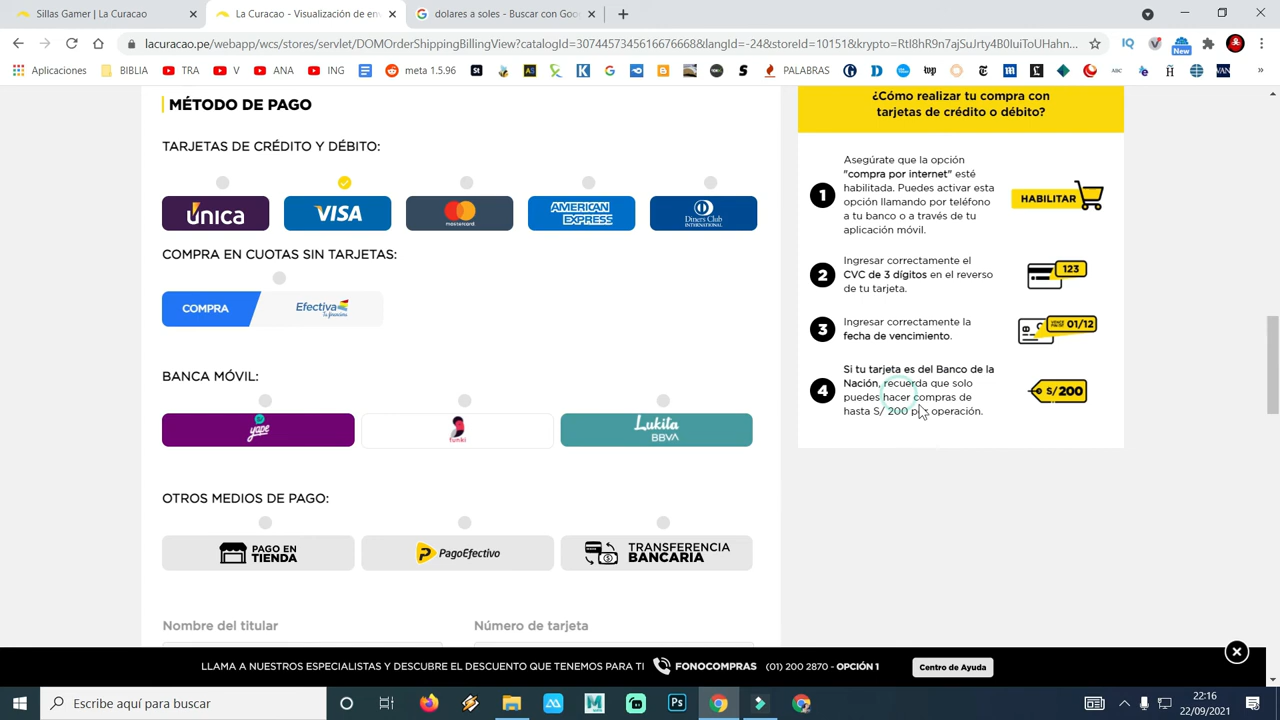 Sillas Gamer | La Curacao
La Curacao - Visualización de en
dolares a soles - Buscar con Goo
lacuracao.pe/webapp/wcs/stores/servlet/DOMOrderShippingBillingView?catalogId=3074457345616676668&langId=-24&storeId=10151&krypto=
Aplicaciones
BIBLIA
TRA
V
ANA
ING
meta 1.5.96
PALABRAS
MÉTODO DE PAGO
TARJETAS DE CRÉDITO Y DÉBITO:
única
VISA
mastercard
AMERICAN
EXPRESS
Diners Club
INTERNATIONAL
COMPRA EN CUOTAS SIN TARJETAS:
COMPRA
Efectiva
Tu financiera
BANCA MÓVIL:
yape
tunki
Lukita
BBVA
OTROS MEDIOS DE PAGO:
PAGO EN
TIENDA
PagoEfectivo
TRANSFERENCIA
BANCARIA
Nombre del titular
Número de tarjeta
¿Cómo realizar tu compra con
tarjetas de crédito o débito?
1
Asegúrate que la opción
"compra por internet" esté
habilitada. Puedes activar esta
opción llamando por teléfono
a tu banco o a través de tu
aplicación móvil.
HABILITAR
2
Ingresar correctamente el
CVC de 3 dígitos en el reverso
de tu tarjeta.
123
3
Ingresar correctamente la
fecha de vencimiento.
01/12
4
Si tu tarjeta es del Banco de la
Nación, recuerda que solo
puedes hacer compras de
hasta S/ 200 por operación.
S/200
LLAMA A NUESTROS ESPECIALISTAS Y DESCUBRE EL DESCUENTO QUE TENEMOS PARA TI
FONOCOMPRAS (01) 200 2870 - OPCIÓN 1
Centro de Ayuda
Escribe aquí para buscar
22:16
22/09/2021